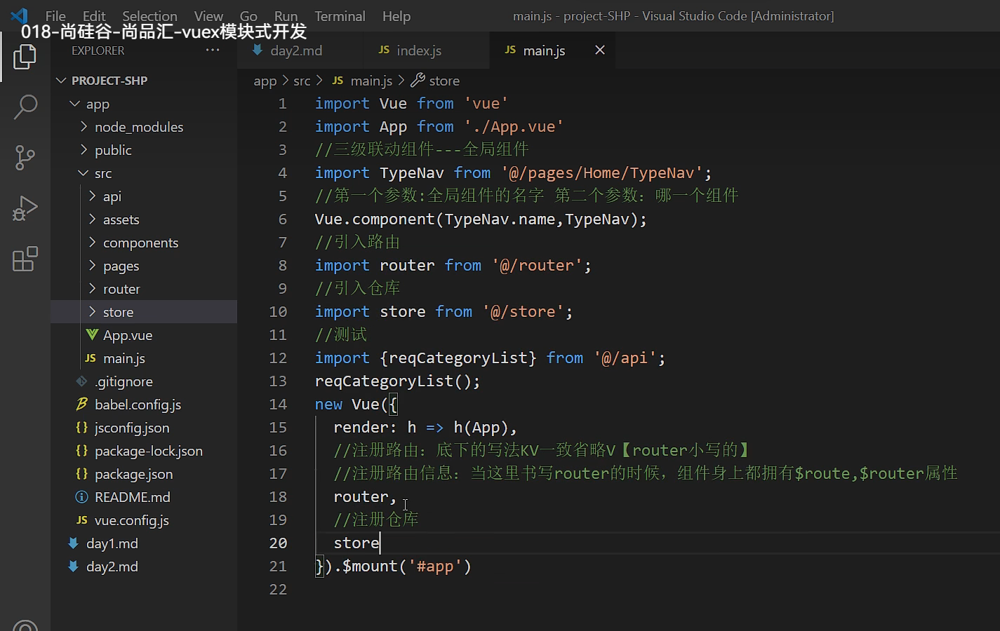 File Edit Selection View Go Run Terminal Help
main.js - project-SHP - Visual Studio Code [Administrator]
018-尚硅谷-尚品汇-vuex模块式开发
EXPLORER
PROJECT-SHP
app
node_modules
public
src
api
assets
components
pages
router
store
App.vue
JS main.js
.gitignore
babel.config.js
{} jsconfig.json
{} package-lock.json
{} package.json
README.md
JS vue.config.js
day1.md
day2.md
day2.md
JS index.js
JS main.js
app > src > JS main.js > store
1 import Vue from 'vue'
2 import App from './App.vue'
3 //三级联动组件---全局组件
4 import TypeNav from '@/pages/Home/TypeNav';
5 //第一个参数:全局组件的名字 第二个参数：哪一个组件
6 Vue.component(TypeNav.name,TypeNav);
7 //引入路由
8 import router from '@/router';
9 //引入仓库
10 import store from '@/store';
11 //测试
12 import {reqCategoryList} from '@/api';
13 reqCategoryList();
14 new Vue({
15 render: h => h(App),
16 //注册路由：底下的写法KV一致省略V【router小写的】
17 //注册路由信息：当这里书写router的时候，组件身上都拥有$route,$router属性
18 router,
19 //注册仓库
20 store
21 }).$mount('#app')
22